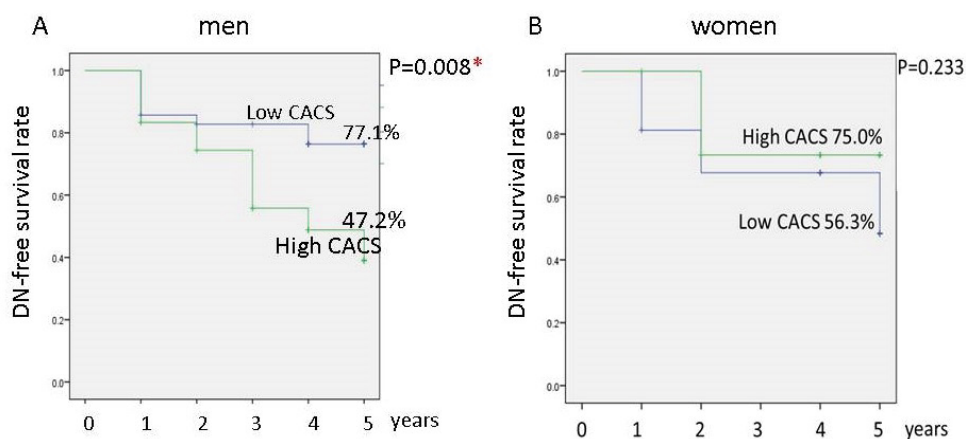 A
men
DN-free survival rate
1.0
0.8
0.6
0.4
0.2
0.0
P=0.008*
Low CACS
77.1%
47.2%
High CACS
0 1 2 3 4 5 years
B
women
DN-free survival rate
1.0
0.8
0.6
0.4
0.2
0.0
P=0.233
High CACS 75.0%
Low CACS 56.3%
0 1 2 3 4 5 years